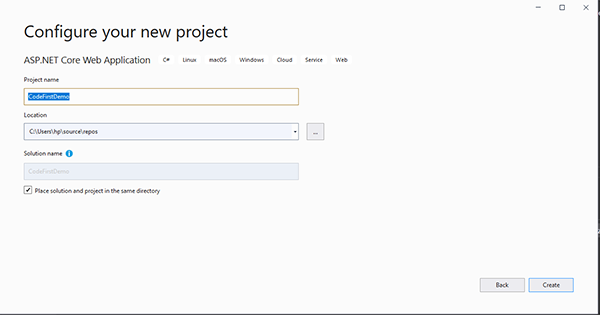 Configure your new project
ASP.NET Core Web Application C# Linux macOS Windows Cloud Service Web
Project name
CodeFirstDemo
Location
C:\Users\hp\source\repos
...
Solution name
CodeFirstDemo
Place solution and project in the same directory
Back Create